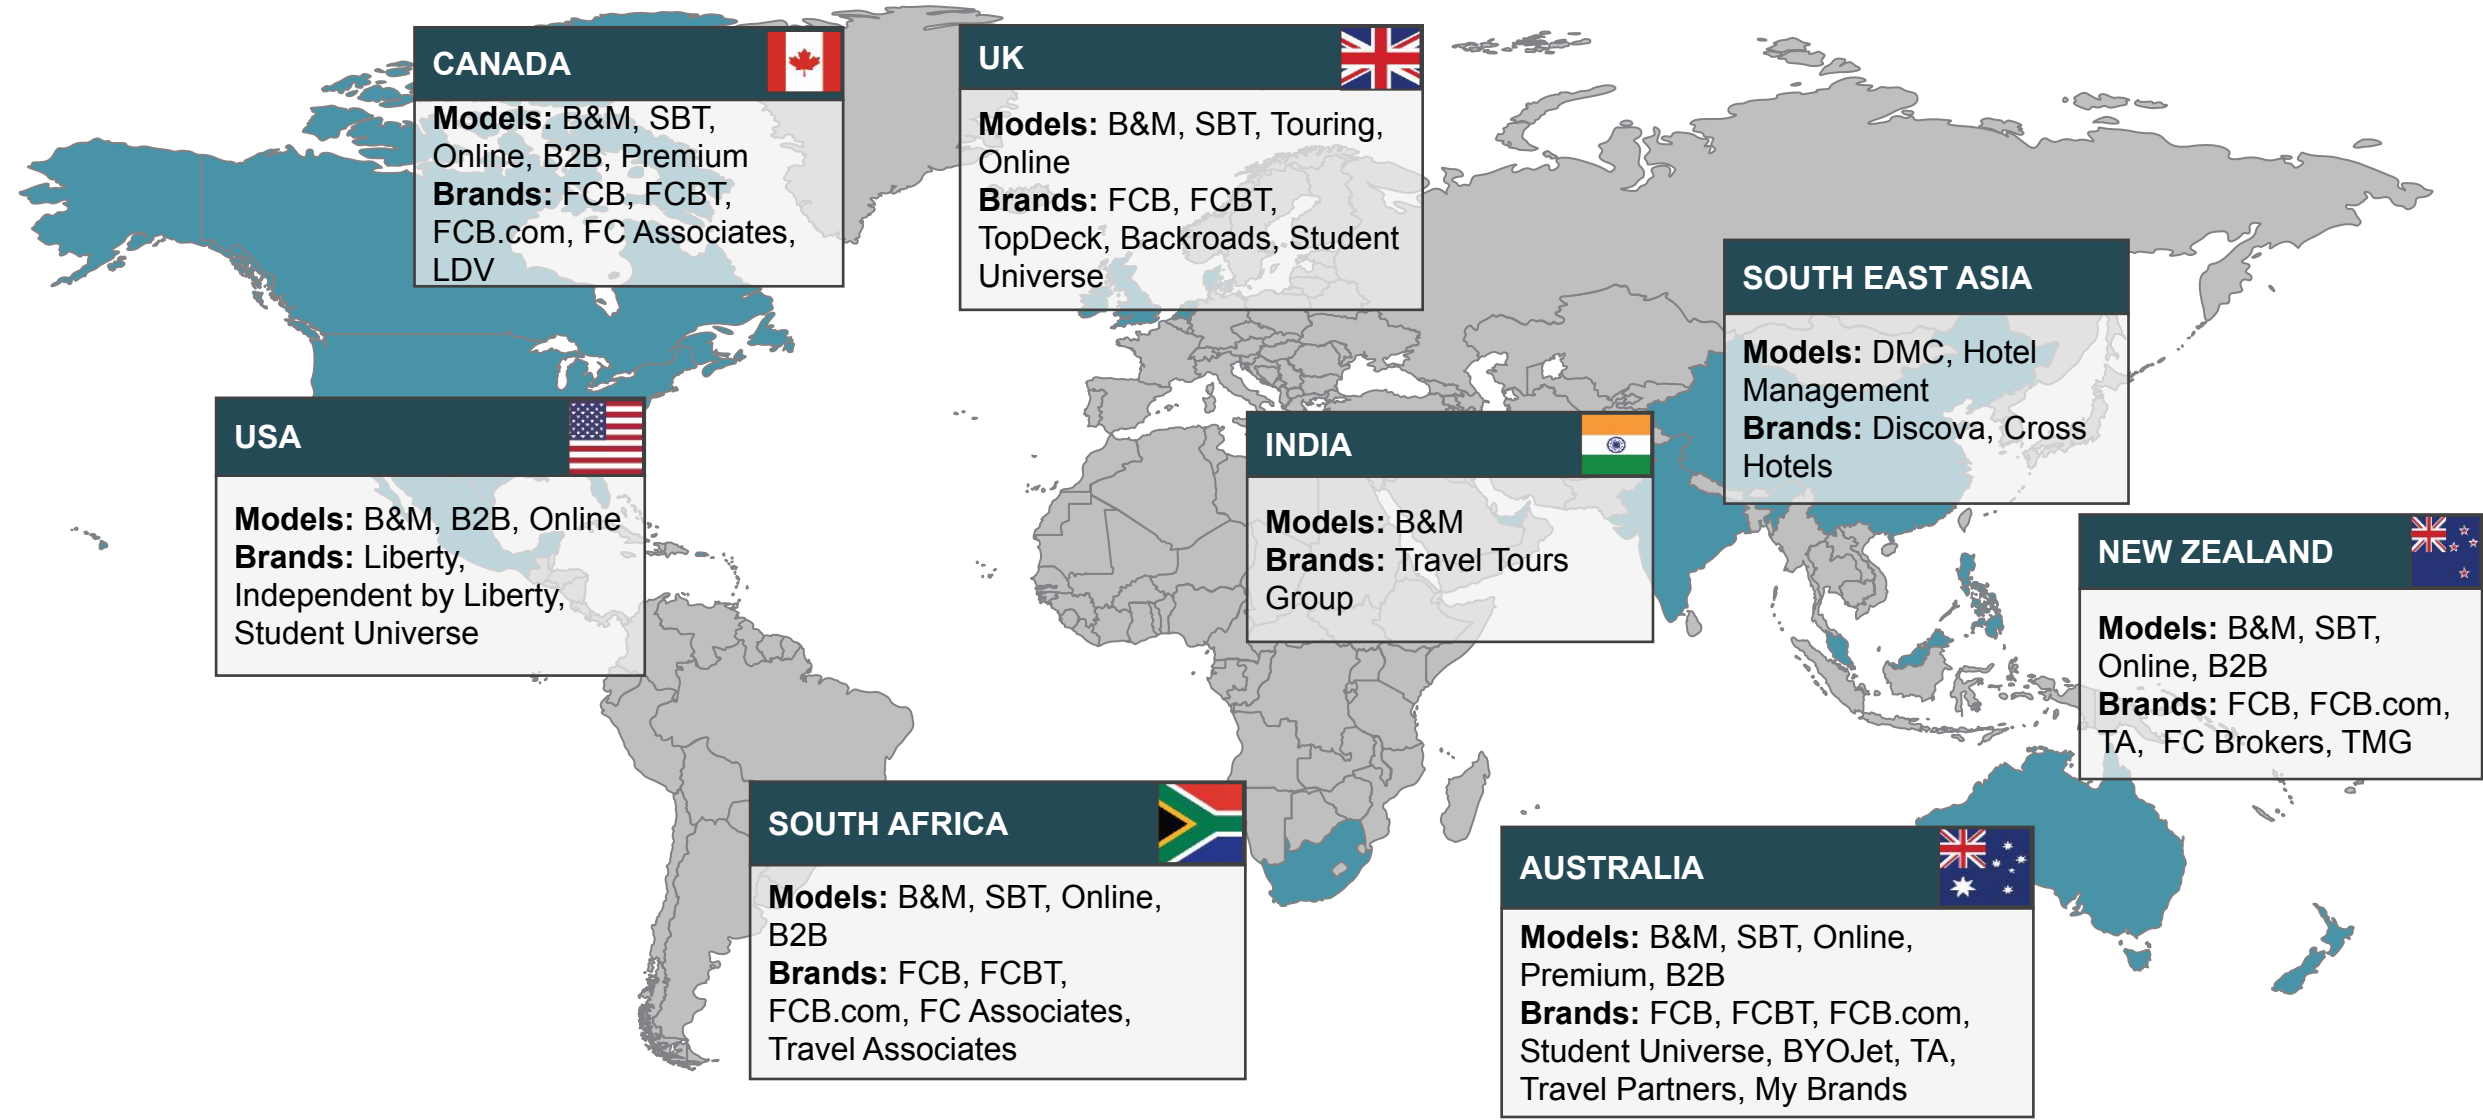 CANADA
Models: B&M, SBT,
Online, B2B, Premium
Brands: FCB, FCBT,
FCB.com, FC Associates,
LDV
UK
Models: B&M, SBT, Touring,
Online
Brands: FCB, FCBT,
TopDeck, Backroads, Student
Universe
SOUTH EAST ASIA
Models: DMC, Hotel
Management
Brands: Discova, Cross
Hotels
USA
Models: B&M, B2B, Online
Brands: Liberty,
Independent by Liberty,
Student Universe
INDIA
Models: B&M
Brands: Travel Tours
Group
NEW ZEALAND
Models: B&M, SBT,
Online, B2B
Brands: FCB, FCB.com,
TA,  FC Brokers, TMG
SOUTH AFRICA
Models: B&M, SBT, Online,
B2B
Brands: FCB, FCBT,
FCB.com, FC Associates,
Travel Associates
AUSTRALIA
Models: B&M, SBT, Online,
Premium, B2B
Brands: FCB, FCBT, FCB.com,
Student Universe, BYOJet, TA,
Travel Partners, My Brands